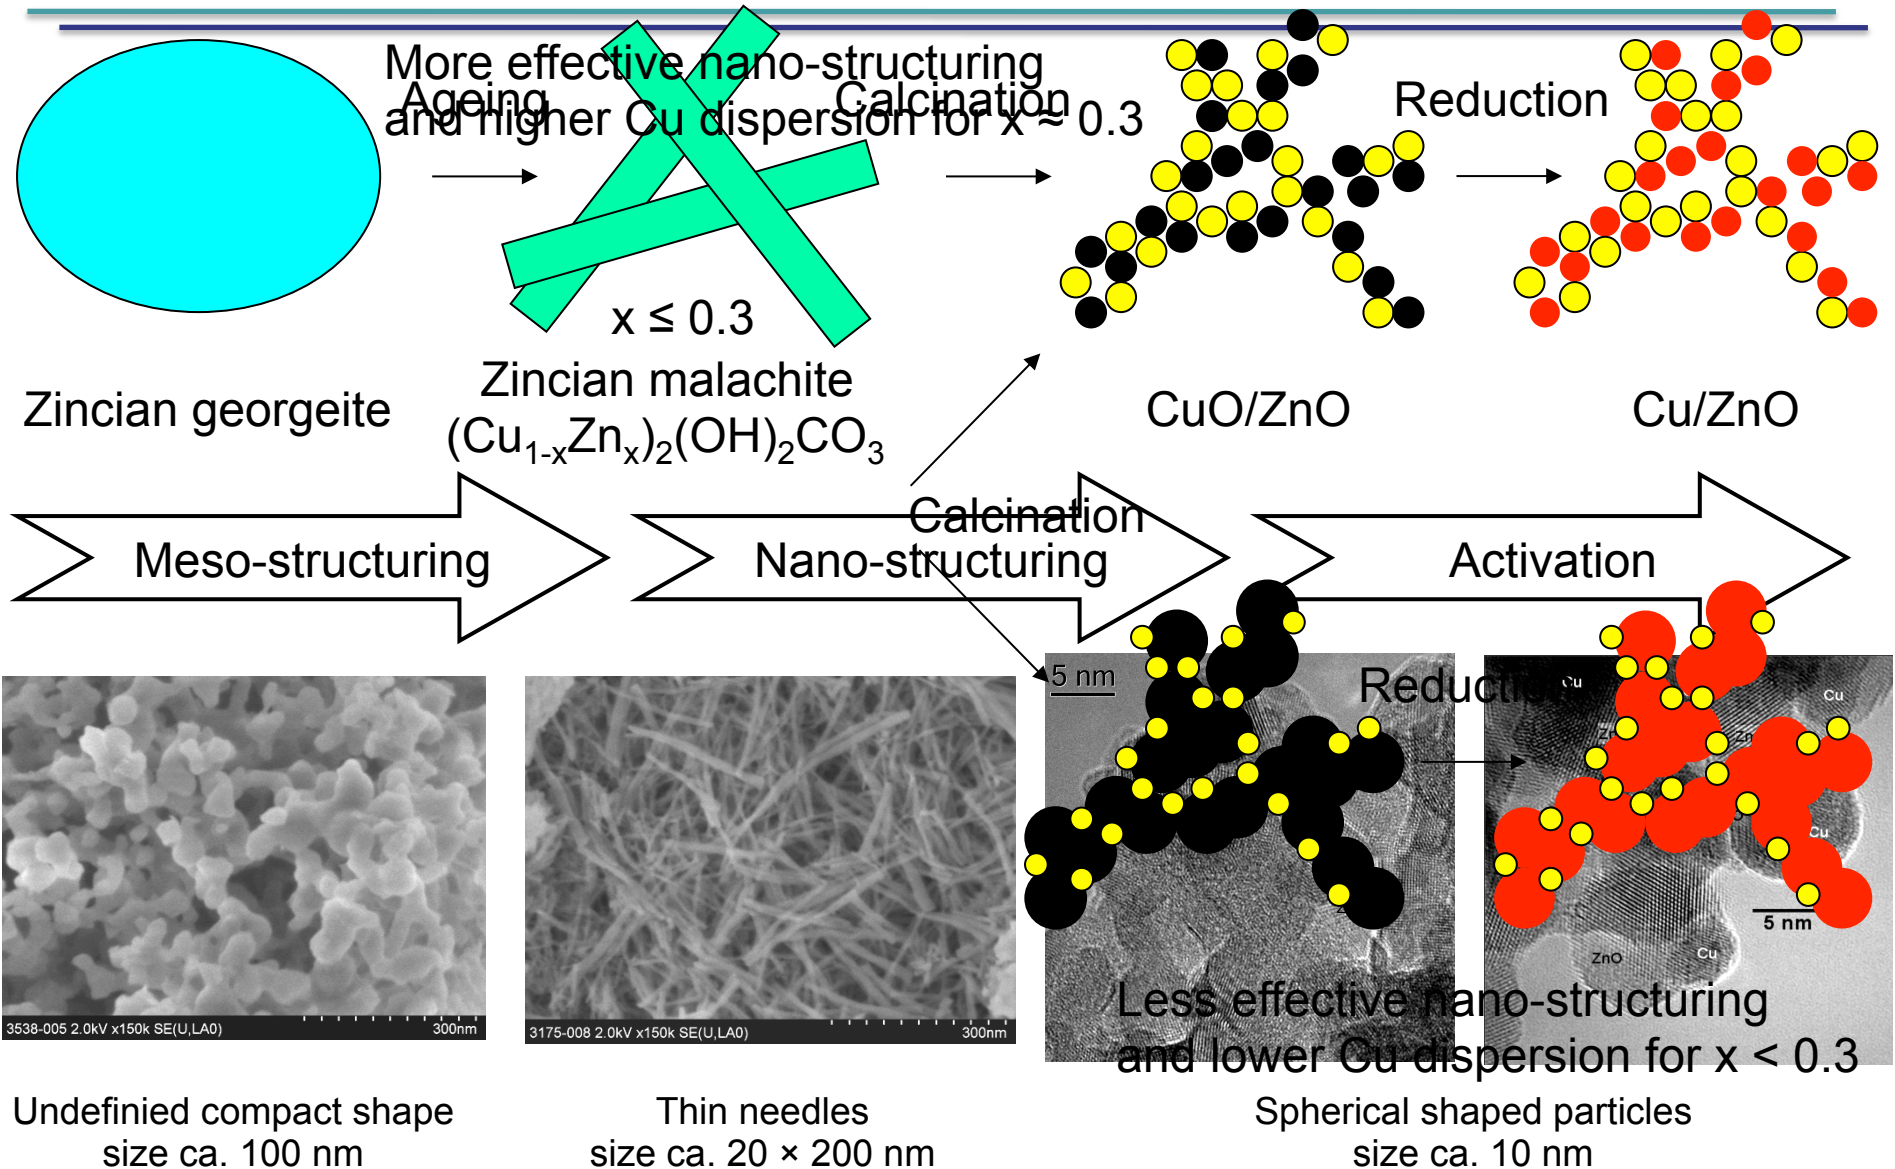 More effective nano-structuring
and higher Cu dispersion for x ≈ 0.3
Ageing
Calcination
Reduction
x ≤ 0.3
Zincian georgeite
Zincian malachite
(Cu1-xZnx)2(OH)2CO3
CuO/ZnO
Cu/ZnO
Calcination
Meso-structuring
Nano-structuring
Activation
5 nm
Reduction
Cu
Cu
Zn
Cu
5 nm
ZnO
Cu
Less effective nano-structuring
and lower Cu dispersion for x < 0.3
3538-005 2.0kV x150k SE(U,LA0)
300nm
3175-008 2.0kV x150k SE(U,LA0)
300nm
Undefinied compact shape
size ca. 100 nm
Thin needles
size ca. 20 × 200 nm
Spherical shaped particles
size ca. 10 nm